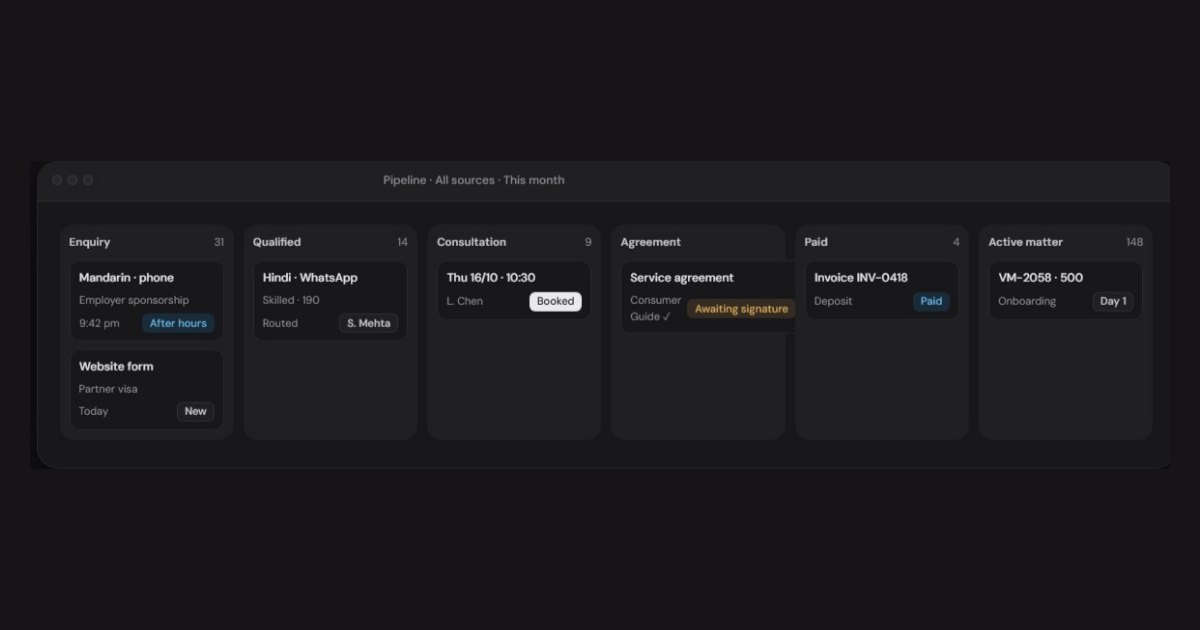 Pipeline · All sources · This month
Enquiry 31
Mandarin · phone
Employer sponsorship
9:42 pm After hours
Website form
Partner visa
Today New
Qualified 14
Hindi · WhatsApp
Skilled · 190
Routed S. Mehta
Consultation 9
Thu 16/10 · 10:30
L. Chen Booked
Agreement
Service agreement
Consumer
Guide ✓ Awaiting signature
Paid 4
Invoice INV-0418
Deposit Paid
Active matter 148
VM-2058 · 500
Onboarding Day 1